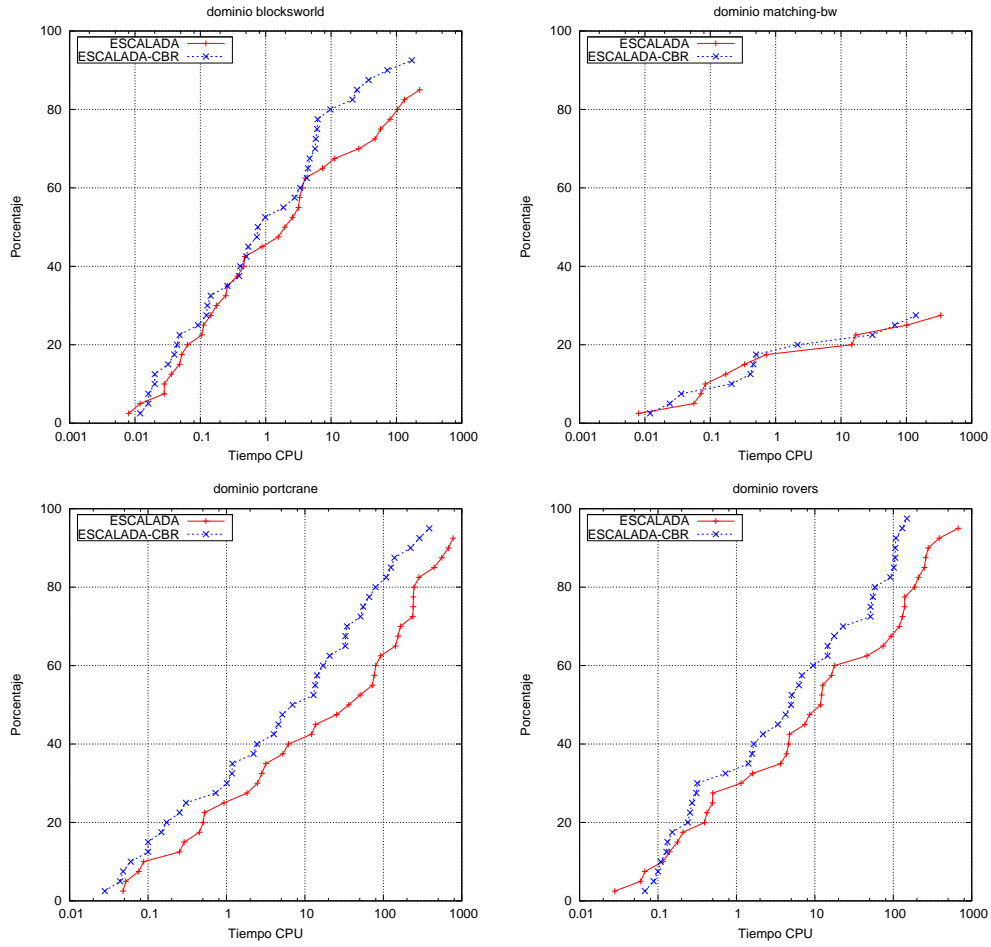 dominio blocksworld
100
80
60
40
20
0
Porcentaje
ESCALADA
ESCALADA-CBR
0.001
0.01
0.1
1
10
100
1000
Tiempo CPU
dominio matching-bw
100
80
60
40
20
0
Porcentaje
ESCALADA
ESCALADA-CBR
0.001
0.01
0.1
1
10
100
1000
Tiempo CPU
dominio portcrane
100
80
60
40
20
0
Porcentaje
ESCALADA
ESCALADA-CBR
0.01
0.1
1
10
100
1000
Tiempo CPU
dominio rovers
100
80
60
40
20
0
Porcentaje
ESCALADA
ESCALADA-CBR
0.01
0.1
1
10
100
1000
Tiempo CPU